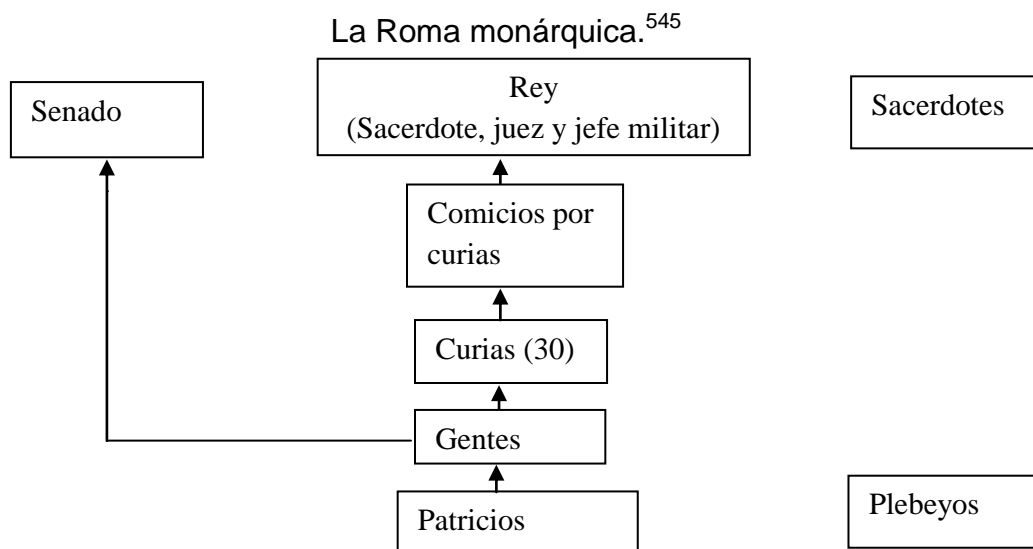 La Roma monárquica.545
Senado
Rey
(Sacerdote, juez y jefe militar)
Sacerdotes
Comicios por
curias
Curias (30)
Gentes
Patricios
Plebeyos